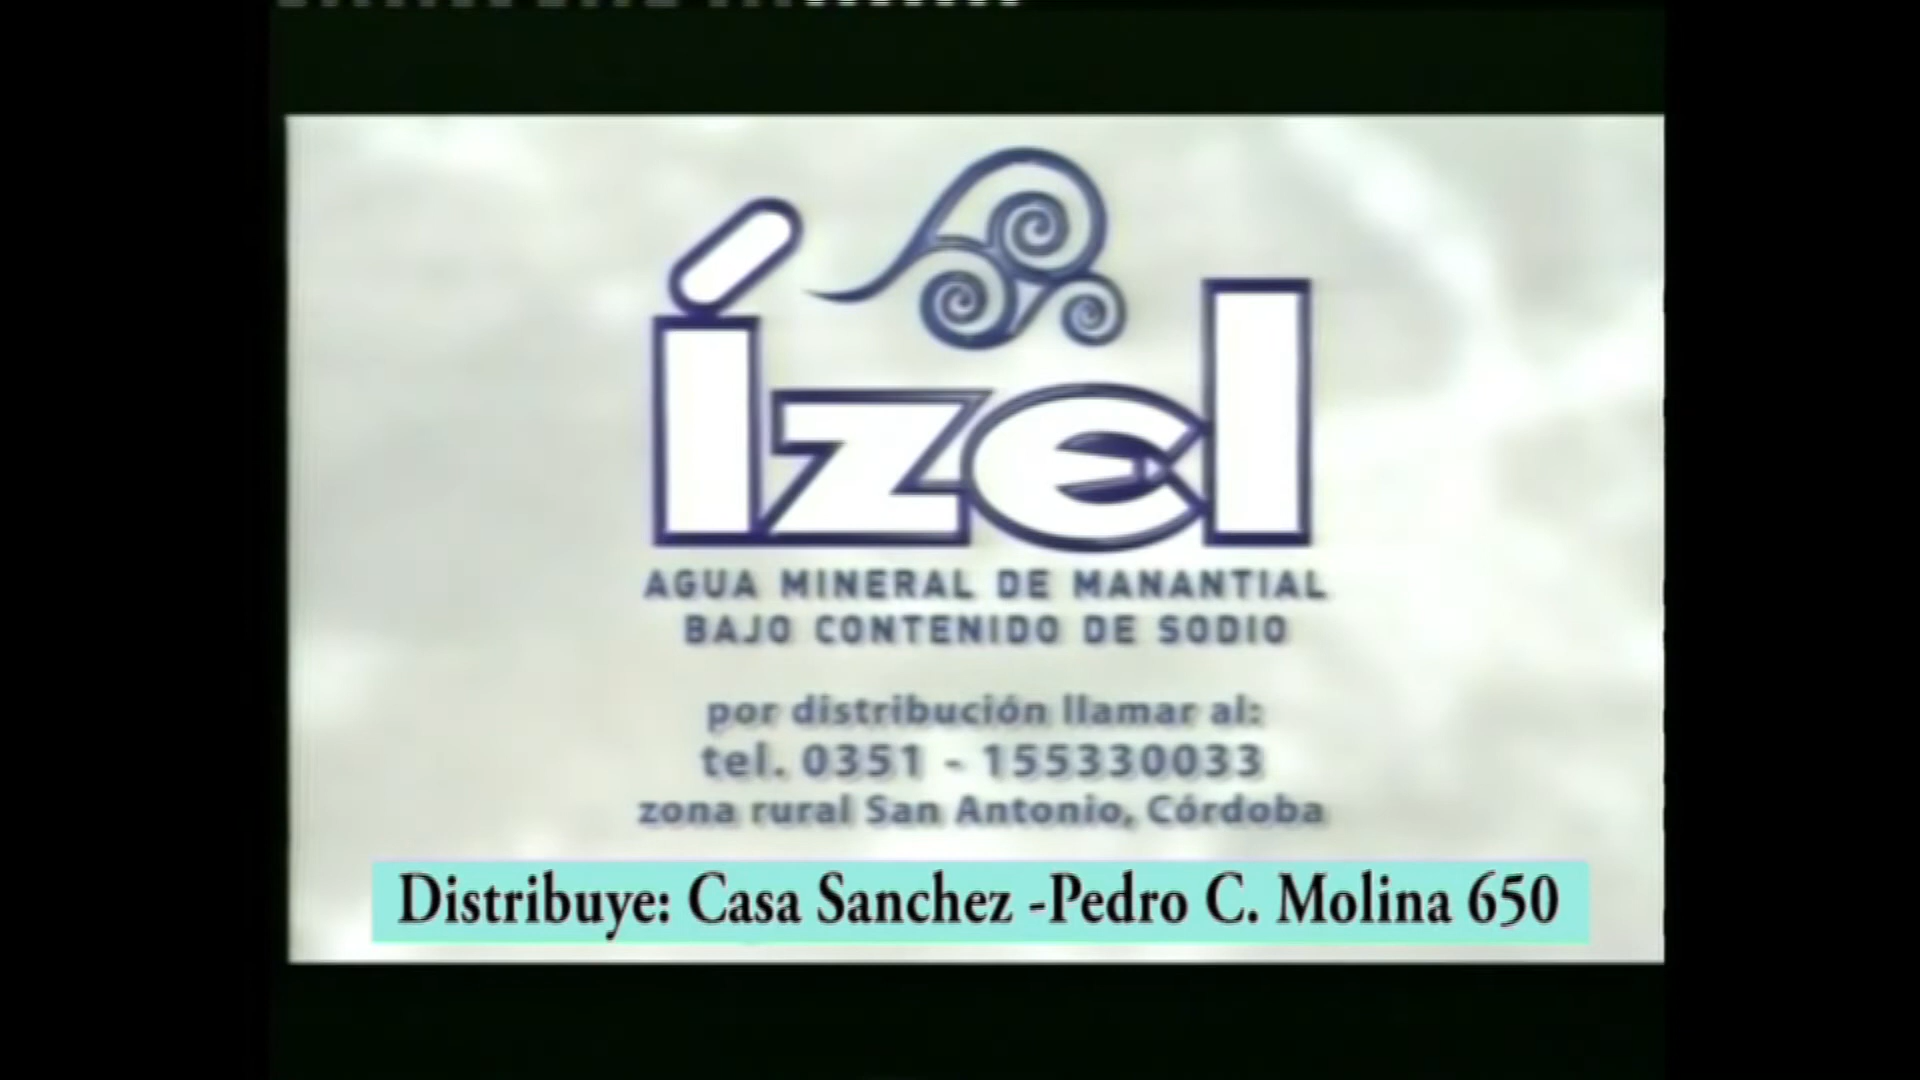 ízel
AGUA MINERAL DE MANANTIAL
BAJO CONTENIDO DE SODIO
por distribución llamar al:
tel. 0351 - 155330033
zona rural San Antonio, Córdoba
Distribuye: Casa Sanchez -Pedro C. Molina 650